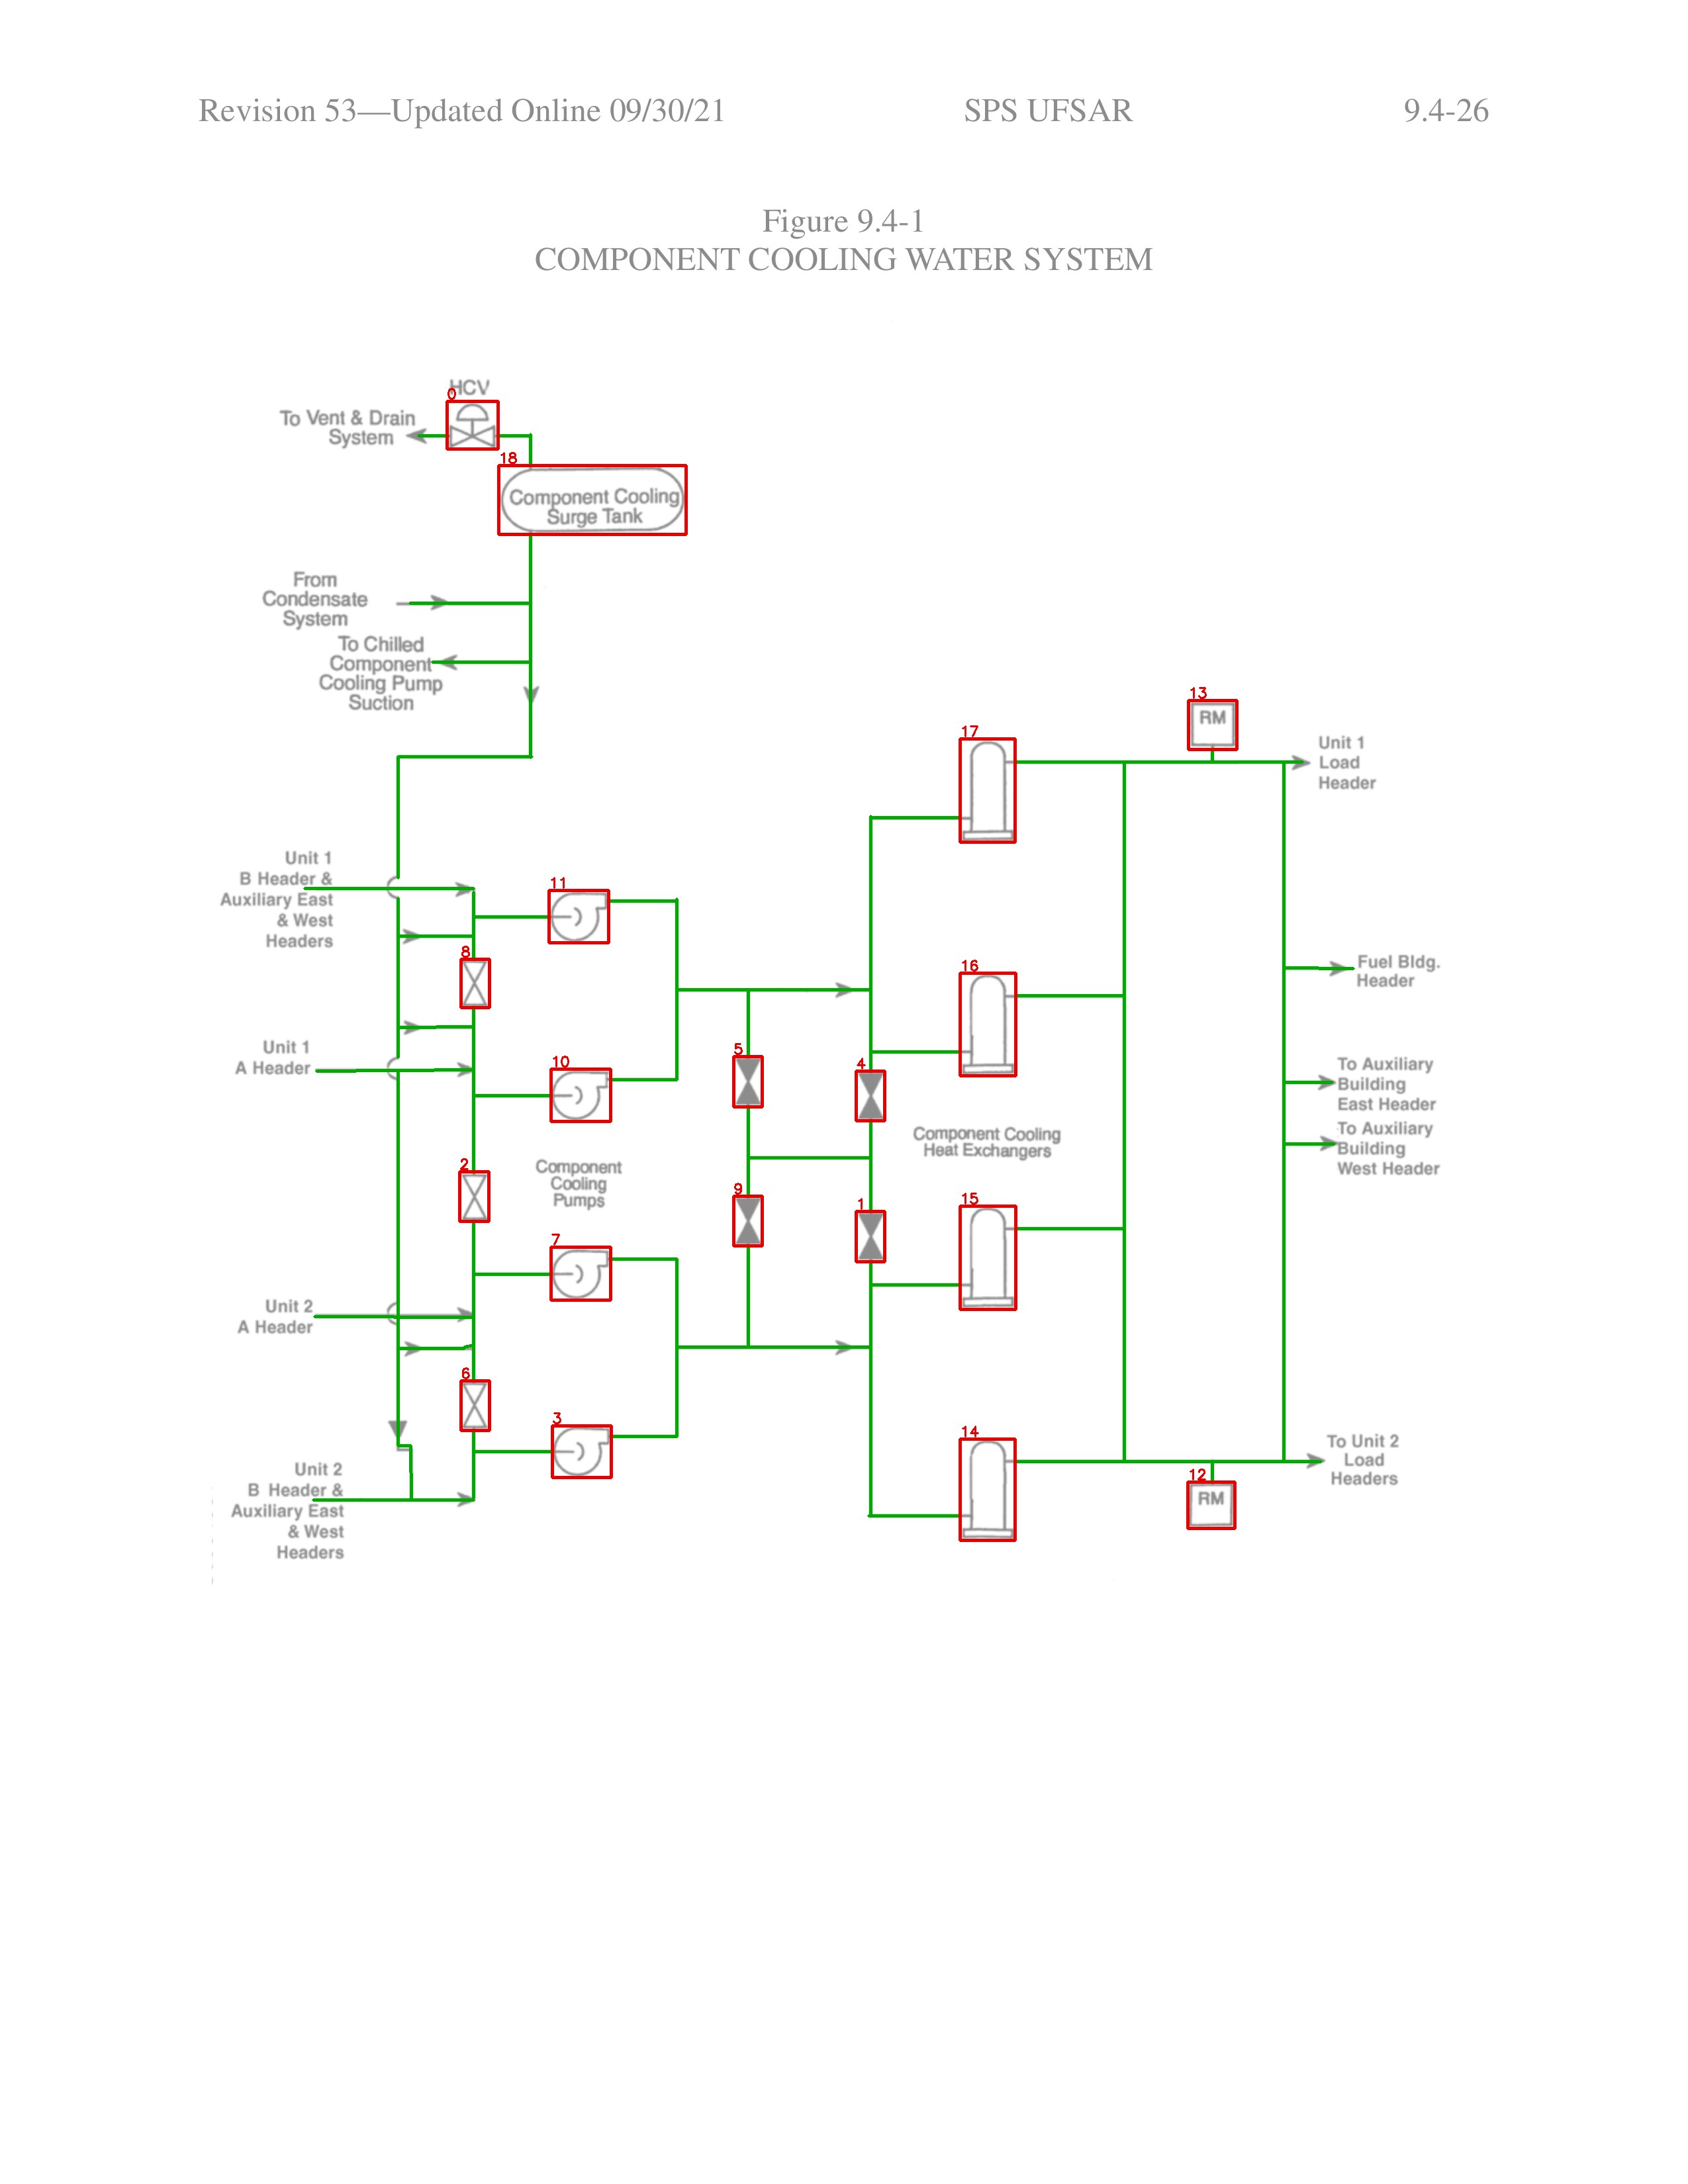 Revision 53—Updated Online 09/30/21 SPS UFSAR 9.4-26
Figure 9.4-1
COMPONENT COOLING WATER SYSTEM
HCV
0
To Vent & Drain
System
18
Component Cooling
Surge Tank
From
Condensate
System
To Chilled
Component
Cooling Pump
Suction
13
RM
17
Unit 1
Load
Header
Unit 1
B Header &
Auxiliary East
& West
Headers
11
8
16
Fuel Bldg.
Header
Unit 1
A Header
10
5
4
To Auxiliary
Building
East Header
Component Cooling
Heat Exchangers
To Auxiliary
Building
West Header
2
Component
Cooling
Pumps
9
1
15
7
Unit 2
A Header
6
3
14
To Unit 2
Load
Headers
Unit 2
B Header &
Auxiliary East
& West
Headers
12
RM